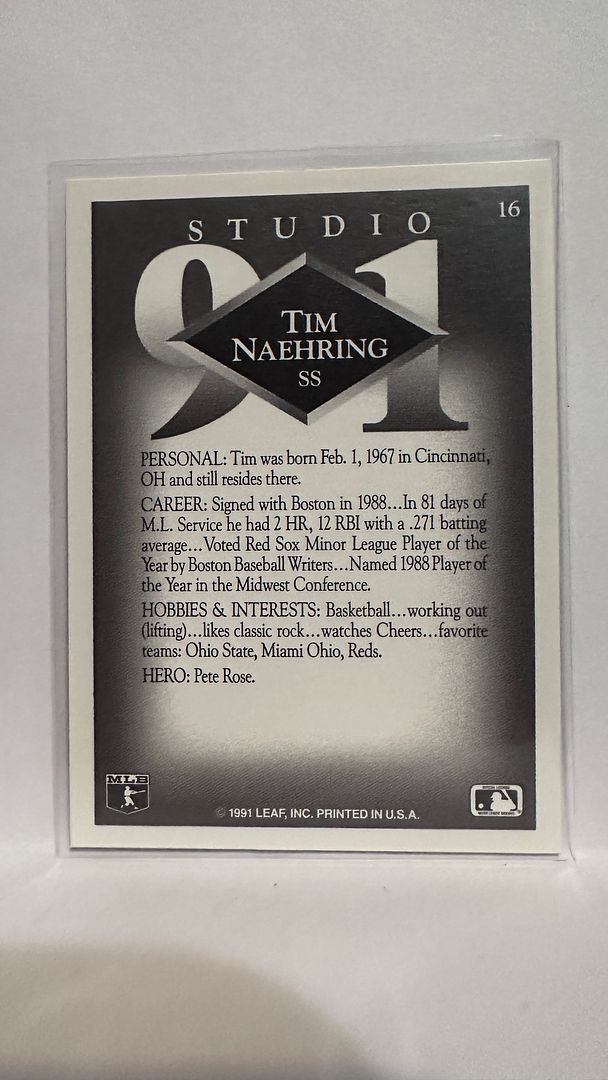 16
STUDIO
91
TIM
NAEHRING
SS
PERSONAL: Tim was born Feb. 1, 1967 in Cincinnati,
OH and still resides there.
CAREER: Signed with Boston in 1988...In 81 days of
M.L. Service he had 2 HR, 12 RBI with a .271 batting
average...Voted Red Sox Minor League Player of the
Year by Boston Baseball Writers...Named 1988 Player of
the Year in the Midwest Conference.
HOBBIES & INTERESTS: Basketball...working out
(lifting)...likes classic rock...watches Cheers...favorite
teams: Ohio State, Miami Ohio, Reds.
HERO: Pete Rose.
MLB
© 1991 LEAF, INC. PRINTED IN U.S.A.